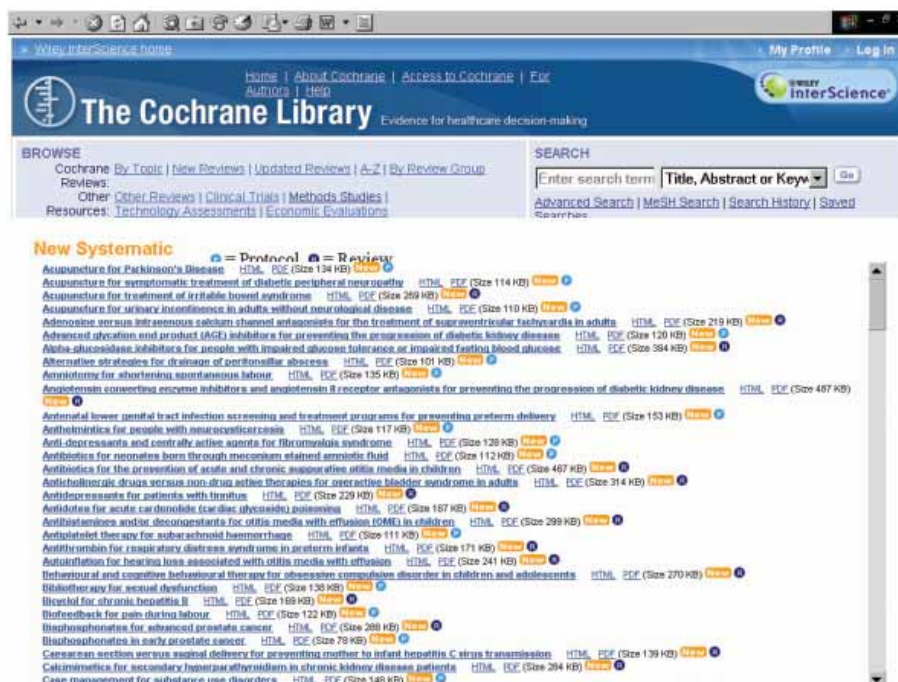 Wiley InterScience home
My Profile Log In
Home | About Cochrane | Access to Cochrane | For
Authors | Help
The Cochrane Library Evidence for healthcare decision-making
WILEY
InterScience®
BROWSE
Cochrane By Topic | New Reviews | Updated Reviews | A-Z | By Review Group
Reviews:
Other Other Reviews | Clinical Trials | Methods Studies |
Resources: Technology Assessments | Economic Evaluations
SEARCH
Enter search term Title, Abstract or Keyw Go
Advanced Search | MeSH Search | Search History | Saved
Searches
New Systematic
P = Protocol R = Review
Acupuncture for Parkinson's Disease HTML PDF (Size 134 KB) New P
Acupuncture for symptomatic treatment of diabetic peripheral neuropathy HTML PDF (Size 114 KB) New P
Acupuncture for treatment of irritable bowel syndrome HTML PDF (Size 269 KB) New R
Acupuncture for urinary incontinence in adults without neurological disease HTML PDF (Size 110 KB) New P
Adenosine versus intravenous calcium channel antagonists for the treatment of supraventricular tachycardia in adults HTML PDF (Size 219 KB) New R
Advanced glycation end product (AGE) inhibitors for preventing the progression of diabetic kidney disease HTML PDF (Size 120 KB) New P
Alpha-glucosidase inhibitors for people with impaired glucose tolerance or impaired fasting blood glucose HTML PDF (Size 394 KB) New R
Alternative strategies for drainage of peritonsillar abscess HTML PDF (Size 101 KB) New P
Amniotomy for shortening spontaneous labour HTML PDF (Size 135 KB) New P
Angiotensin converting enzyme inhibitors and angiotensin II receptor antagonists for preventing the progression of diabetic kidney disease HTML PDF (Size 487 KB)
New R
Antenatal lower genital tract infection screening and treatment programs for preventing preterm delivery HTML PDF (Size 153 KB) New P
Anthelmintics for people with neurocysticercosis HTML PDF (Size 117 KB) New P
Anti-depressants and centrally active agents for fibromyalgia syndrome HTML PDF (Size 128 KB) New P
Antibiotics for neonates born through meconium stained amniotic fluid HTML PDF (Size 112 KB) New P
Antibiotics for the prevention of acute and chronic suppurative otitis media in children HTML PDF (Size 467 KB) New R
Anticholinergic drugs versus non-drug active therapies for overactive bladder syndrome in adults HTML PDF (Size 314 KB) New R
Antidepressants for patients with tinnitus HTML PDF (Size 229 KB) New R
Antidotes for acute cardenolide (cardiac glycoside) poisoning HTML PDF (Size 187 KB) New R
Antihistamines and/or decongestants for otitis media with effusion (OME) in children HTML PDF (Size 299 KB) New R
Antiplatelet therapy for subarachnoid haemorrhage HTML PDF (Size 111 KB) New P
Antithrombin for respiratory distress syndrome in preterm infants HTML PDF (Size 171 KB) New R
Autoinflation for hearing loss associated with otitis media with effusion HTML PDF (Size 241 KB) New R
Behavioural and cognitive behavioural therapy for obsessive compulsive disorder in children and adolescents HTML PDF (Size 270 KB) New R
Bibliotherapy for sexual dysfunction HTML PDF (Size 138 KB) New P
Bicyclol for chronic hepatitis B HTML PDF (Size 169 KB) New R
Biofeedback for pain during labour HTML PDF (Size 122 KB) New P
Bisphosphonates for advanced prostate cancer HTML PDF (Size 288 KB) New R
Bisphosphonates in early prostate cancer HTML PDF (Size 78 KB) New P
Caesarean section versus vaginal delivery for preventing mother to infant hepatitis C virus transmission HTML PDF (Size 139 KB) New R
Calcimimetics for secondary hyperparathyroidism in chronic kidney disease patients HTML PDF (Size 264 KB) New R
Case management for substance use disorders HTML PDF (Size 148 KB) New P